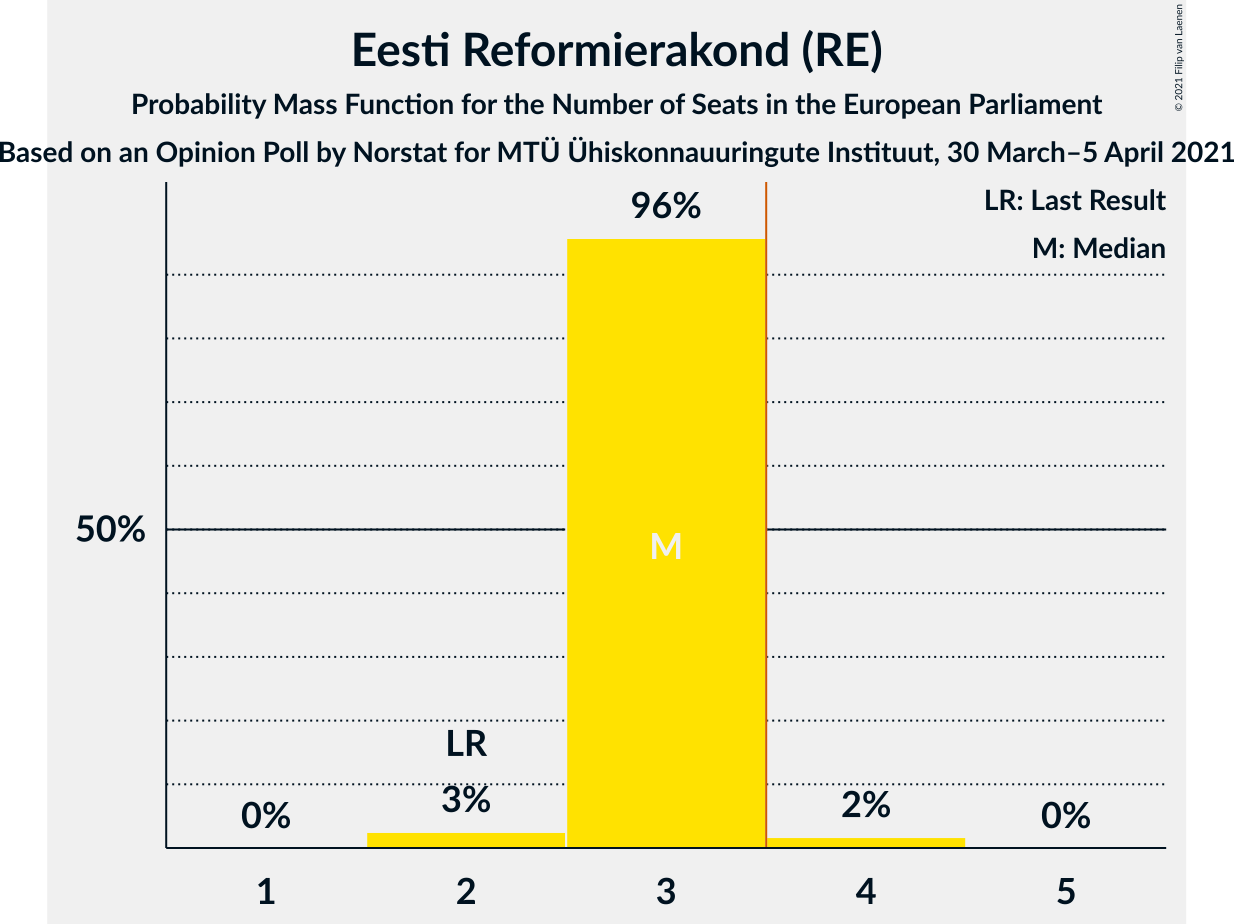 Eesti Reformierakond (RE)
Probability Mass Function for the Number of Seats in the European Parliament
Based on an Opinion Poll by Norstat for MTÜ Ühiskonnauuringute Instituut, 30 March–5 April 2021
© 2021 Filip van Laenen
LR: Last Result
M: Median
96%
50%
M
LR
0%
3%
2%
0%
1
2
3
4
5